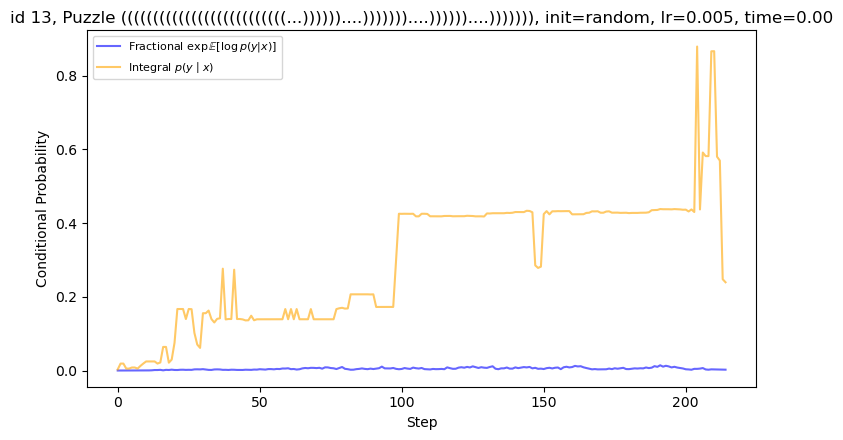 id 13, Puzzle ((((((((((((((((((((((((((...))))))....)))))))....))))))....))))))), init=random, lr=0.005, time=0.00
Fractional exp𝔼[log p(y|x)]
Integral p(y | x)
Conditional Probability
0.8
0.6
0.4
0.2
0.0
0 50 100 150 200
Step